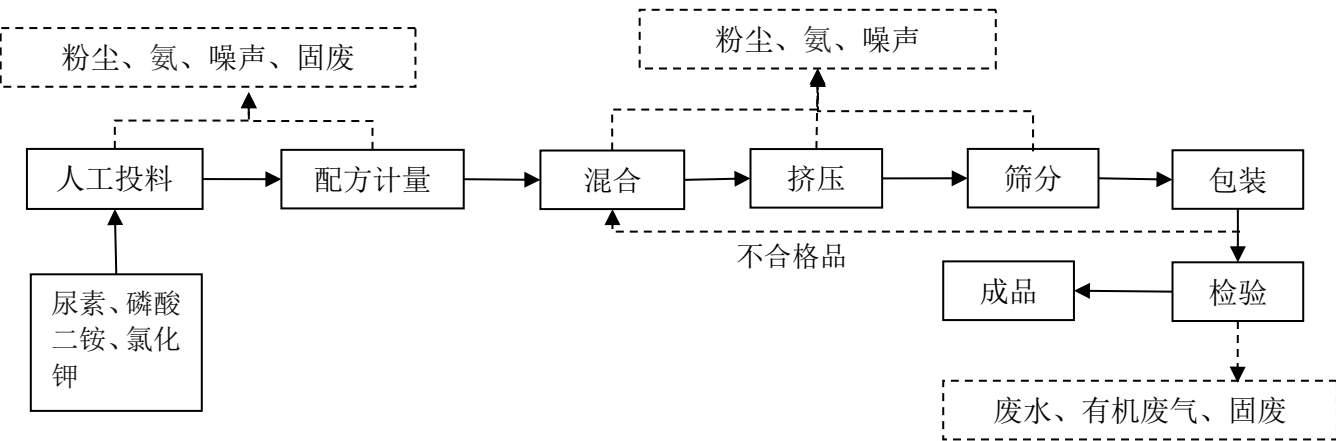 粉尘、氨、噪声、固废
粉尘、氨、噪声
人工投料
配方计量
混合
挤压
筛分
包装
不合格品
尿素、磷酸
二铵、氯化
钾
成品
检验
废水、有机废气、固废